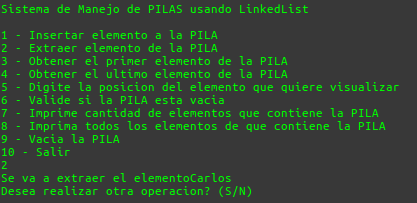 Sistema de Manejo de PILAS usando LinkedList
1 - Insertar elemento a la PILA
2 - Extraer elemento de la PILA
3 - Obtener el primer elemento de la PILA
4 - Obtener el ultimo elemento de la PILA
5 - Digite la posicion del elemento que quiere visualizar
6 - Valide si la PILA esta vacia
7 - Imprime cantidad de elementos que contiene la PILA
8 - Imprima todos los elementos de que contiene la PILA
9 - Vacia la PILA
10 - Salir
2
Se va a extraer el elementoCarlos
Desea realizar otra operacion? (S/N)